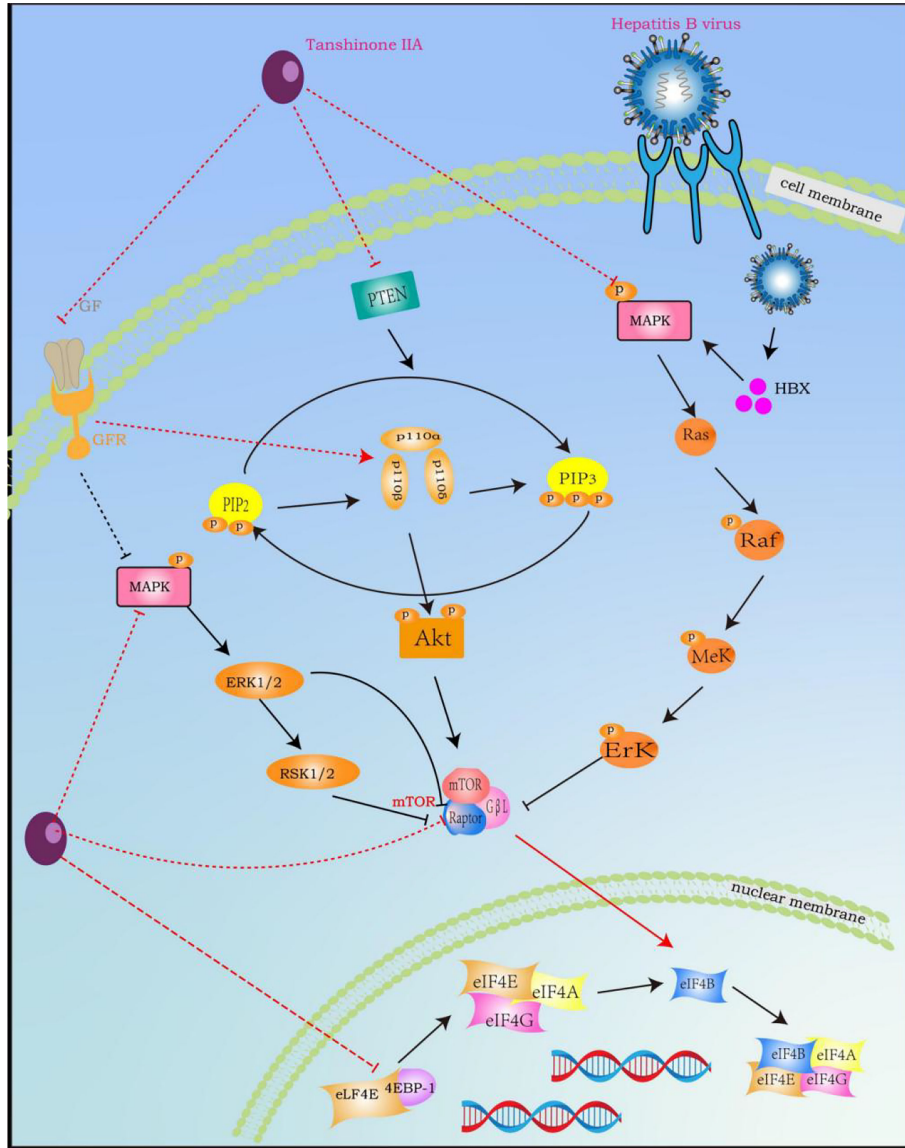 Tanshinone IIA
Hepatitis B virus
cell membrane
GF
PTEN
P
MAPK
HBX
GFR
Ras
p110α
p110β
p110δ
PIP2
P P
PIP3
P P P
P
Raf
P
MAPK
P P
Akt
P
MeK
ERK1/2
P
ErK
RSK1/2
mTOR
mTOR
Raptor
GβL
nuclear membrane
eIF4E
eIF4A
eIF4G
eIF4B
eIF4B
eIF4A
eIF4E
eIF4G
eLF4E
4EBP-1